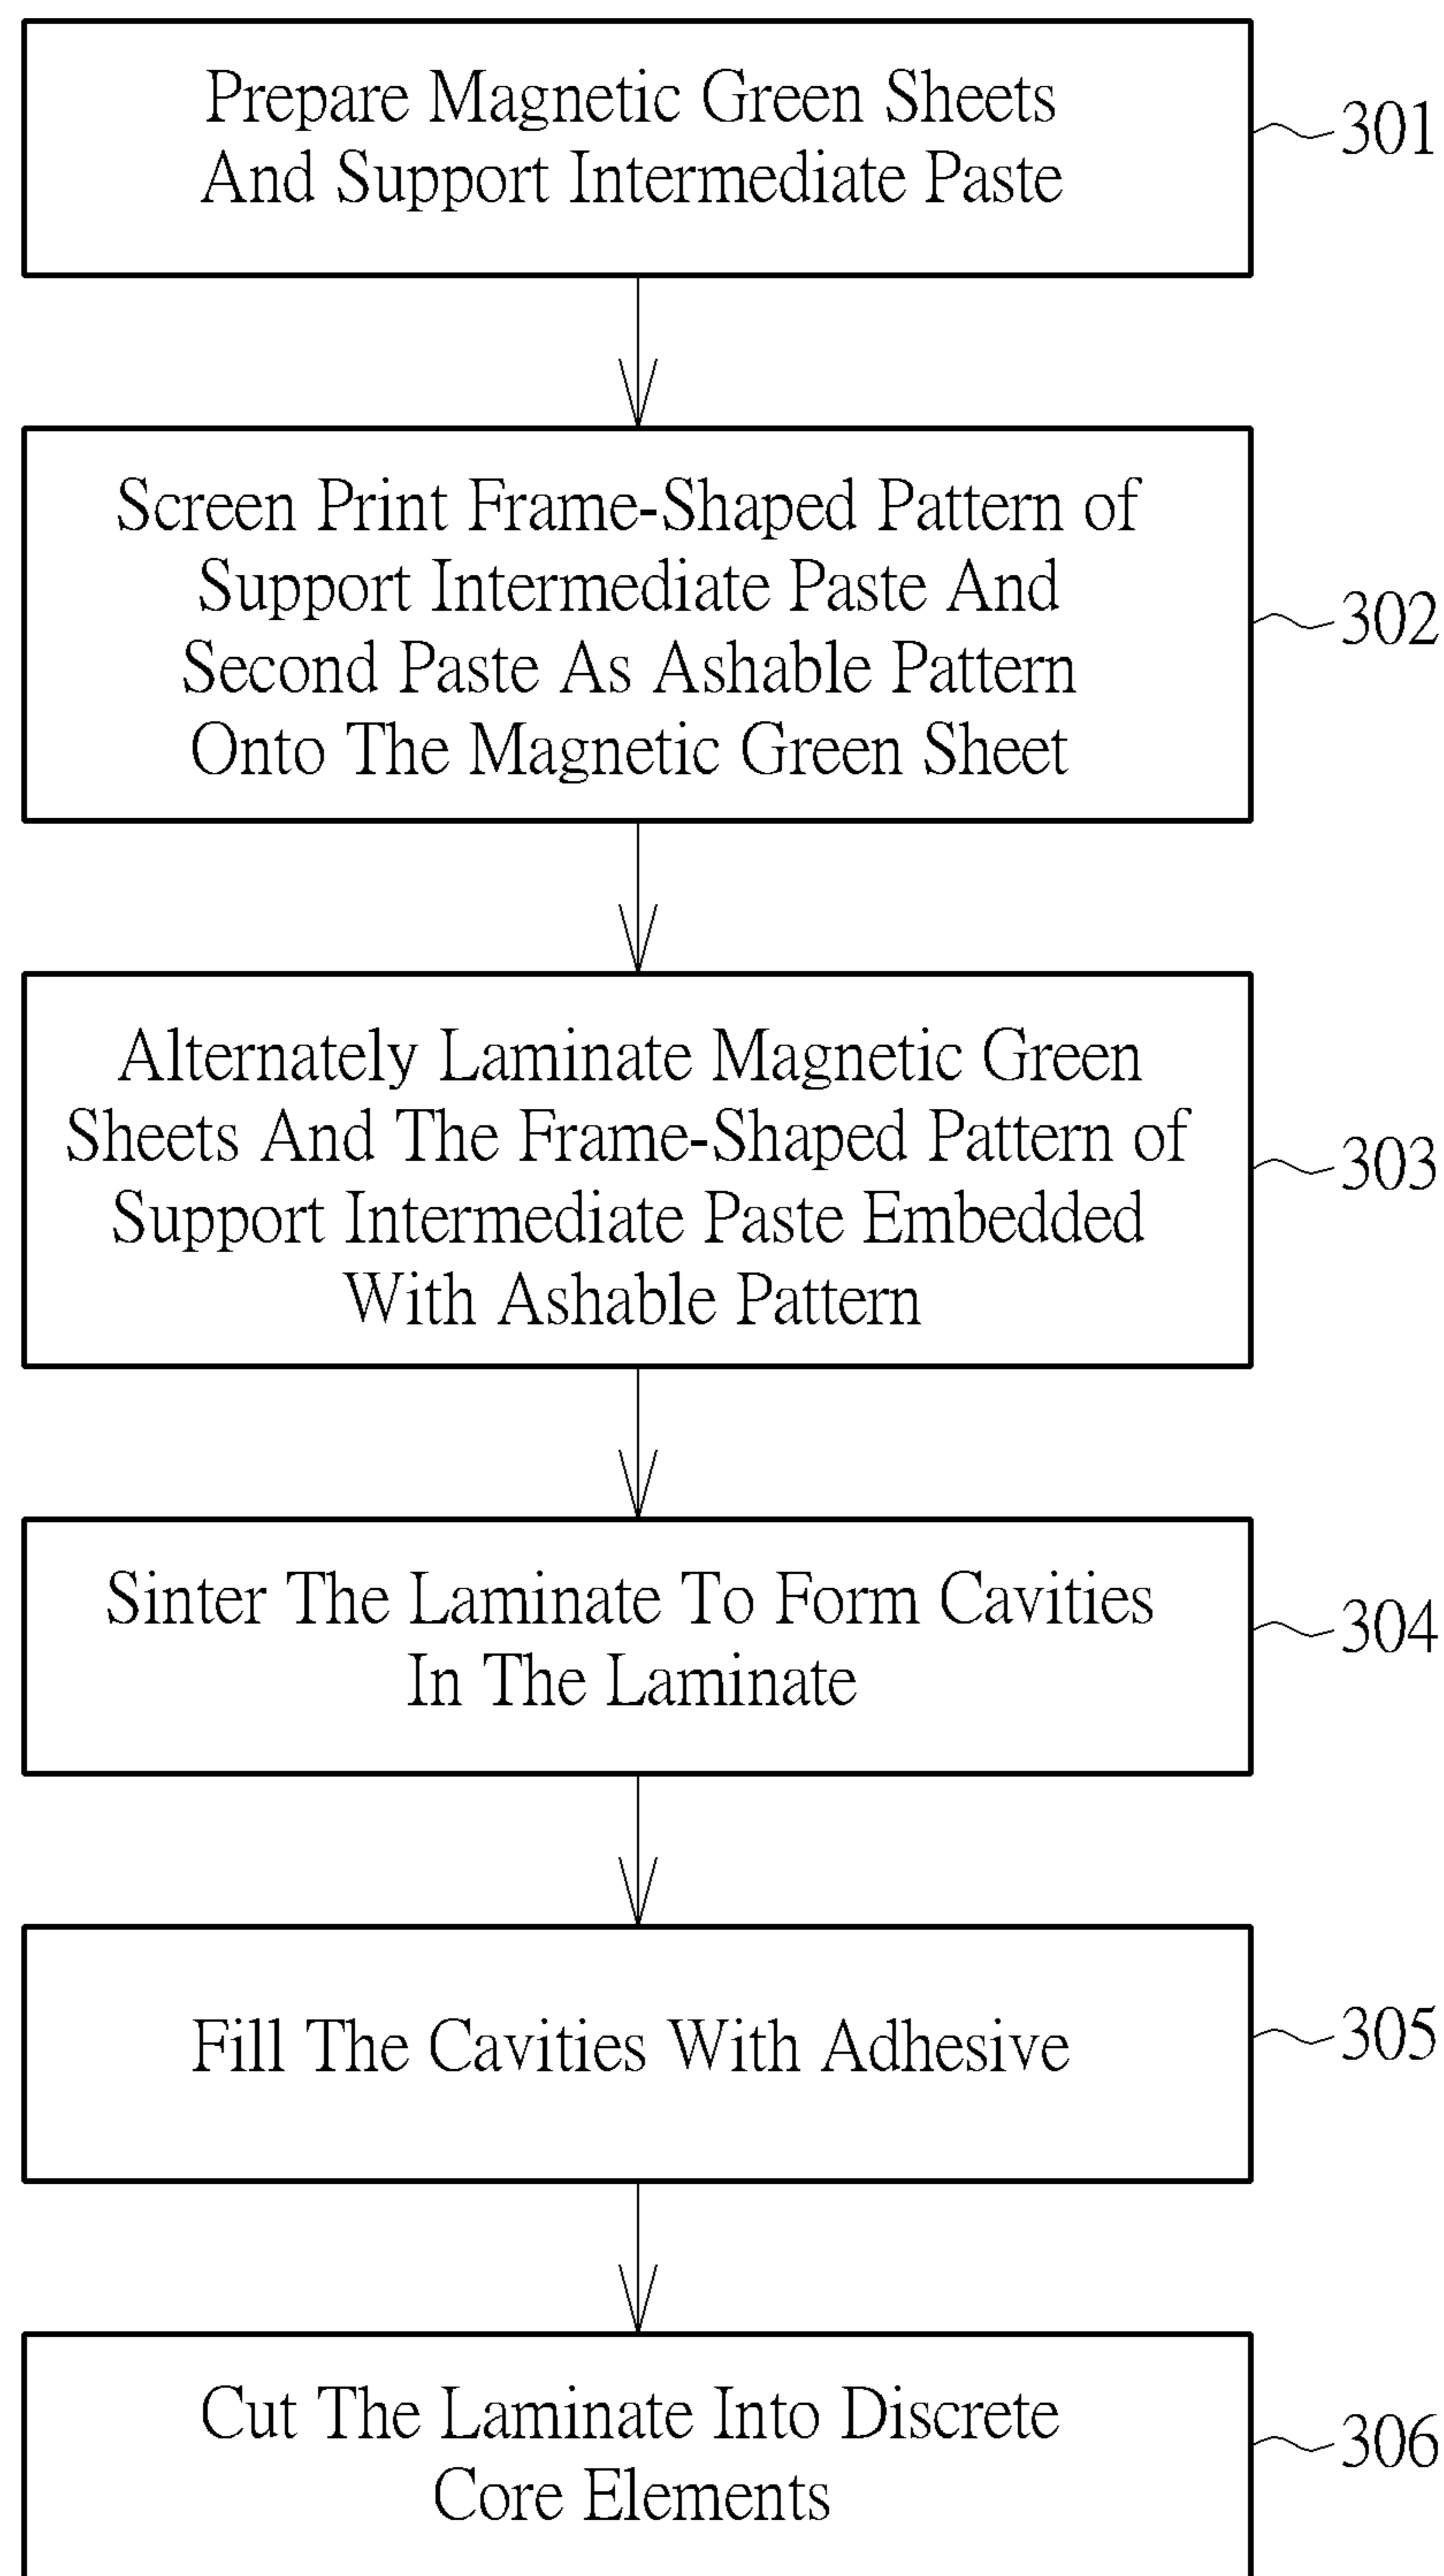 Prepare Magnetic Green Sheets
And Support Intermediate Paste
301
Screen Print Frame-Shaped Pattern of
Support Intermediate Paste And
Second Paste As Ashable Pattern
Onto The Magnetic Green Sheet
302
Alternately Laminate Magnetic Green
Sheets And The Frame-Shaped Pattern of
Support Intermediate Paste Embedded
With Ashable Pattern
303
Sinter The Laminate To Form Cavities
In The Laminate
304
Fill The Cavities With Adhesive
305
Cut The Laminate Into Discrete
Core Elements
306